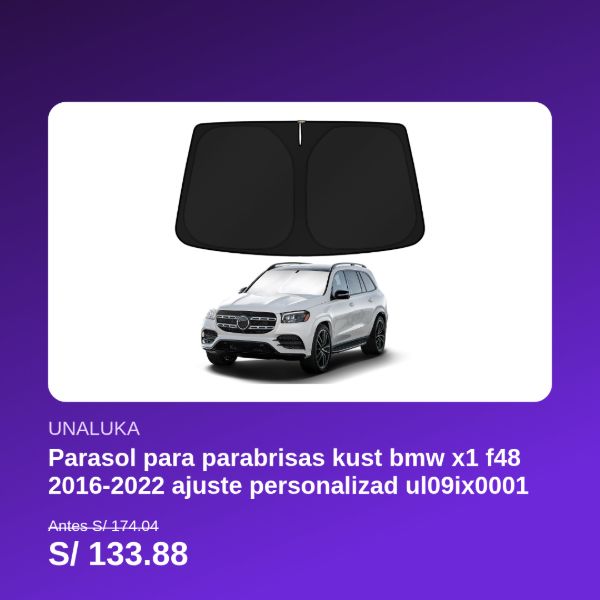 UNALUKA
Parasol para parabrisas kust bmw x1 f48
2016-2022 ajuste personalizad ul09ix0001
Antes S/ 174.04
S/ 133.88